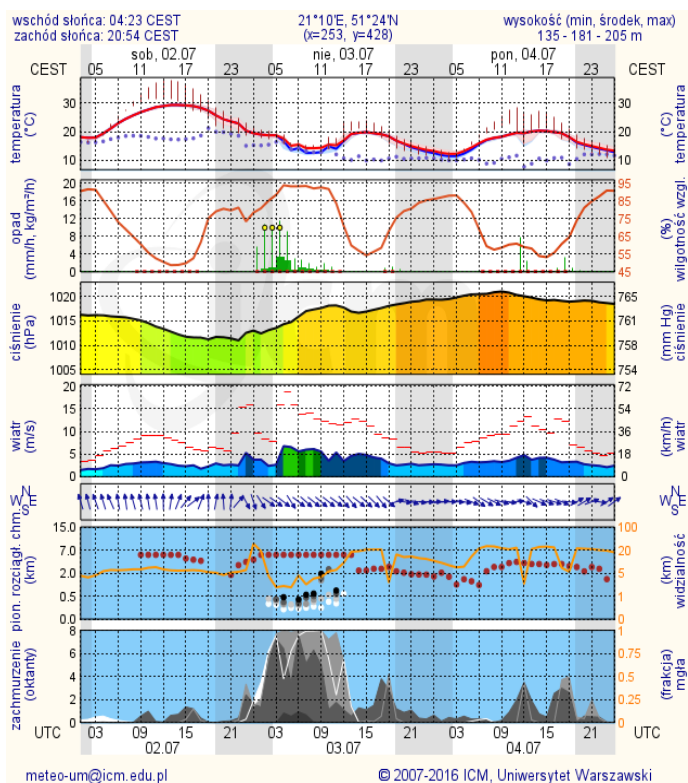 wschód słońca: 04:23 CEST 21°10'E, 51°24'N wysokość (min, środek, max)
zachód słońca: 20:54 CEST (x=253, y=428) 135 - 181 - 205 m
sob, 02.07 nie, 03.07 pon, 04.07
CEST 05 11 17 23 05 11 17 23 05 11 17 23 CEST
temperatura (°C) 30 20 10 30 20 10 (°C) temperatura
opad (mm/h, kg/m²/h) 20 16 12 8 4 0 95 85 75 65 55 45 (%) wilgotność wzgl.
ciśnienie (hPa) 1020 1015 1010 1005 765 761 758 754 (mm Hg) ciśnienie
wiatr (m/s) 20 15 10 5 0 72 54 36 18 0 (km/h) wiatr
N W E S N W E S
pion. rozciągł. chm (km) 15.0 7.0 2.0 0.5 0.0 100 20 5 1 0 (km) widzialność
zachmurzenie (oktanty) 8 6 4 2 0 1 0.75 0.5 0.25 0 (frakcja) mgła
UTC 03 09 15 21 03 09 15 21 03 09 15 21 UTC
02.07 03.07 04.07
meteo-um@icm.edu.pl © 2007-2016 ICM, Uniwersytet Warszawski